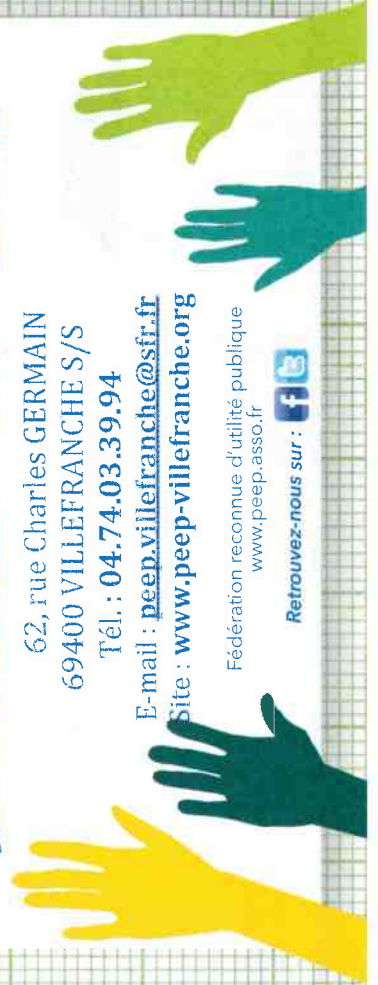 62, rue Charles GERMAIN
69400 VILLEFRANCHE S/S
Tél. : 04.74.03.39.94
E-mail : peep.villefranche@sfr.fr
Site : www.peep-villefranche.org
Fédération reconnue d'utilité publique
www.peep.asso.fr
Retrouvez-nous sur :